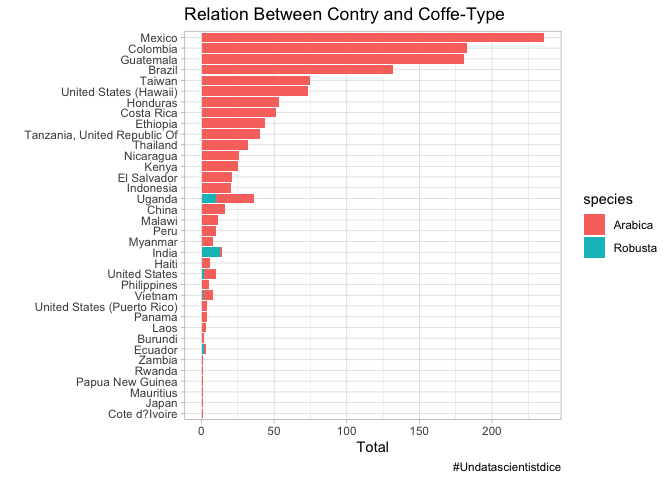 Relation Between Contry and Coffe-Type
Mexico
Colombia
Guatemala
Brazil
Taiwan
United States (Hawaii)
Honduras
Costa Rica
Ethiopia
Tanzania, United Republic Of
Thailand
Nicaragua
Kenya
El Salvador
Indonesia
Uganda
China
Malawi
Peru
Myanmar
India
Haiti
United States
Philippines
Vietnam
United States (Puerto Rico)
Panama
Laos
Burundi
Ecuador
Zambia
Rwanda
Papua New Guinea
Mauritius
Japan
Cote d?Ivoire
0 50 100 150 200
Total
species
Arabica
Robusta
#Undatascientistdice